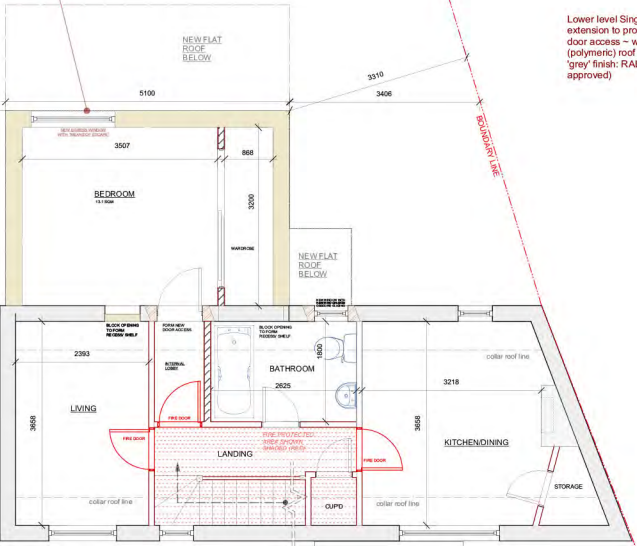 Lower level Sing
extension to pro
door access ~ w
(polymeric) roof
'grey' finish: RAL
approved)
NEW FLAT
ROOF
BELOW
5100
3310
3406
BOUNDARY LINE
3507
868
BEDROOM
3200
WARDROBE
NEW FLAT
ROOF
BELOW
BLOCK OPENING
TO FORM
RECESS/ SHELF
FORM NEW
DOOR ACCESS
BLOCK OPENING
TO FORM
RECESS/ SHELF
1800
collar roof line
2393
INTERNAL
LOBBY
BATHROOM
2625
3218
LIVING
3658
FIRE DOOR
FIRE DOOR
FIRE PROTECTED
AREA SHOWN
SHADED (RED)
LANDING
FIRE DOOR
3658
KITCHEN/DINING
STORAGE
collar roof line
CUP'D
collar roof line